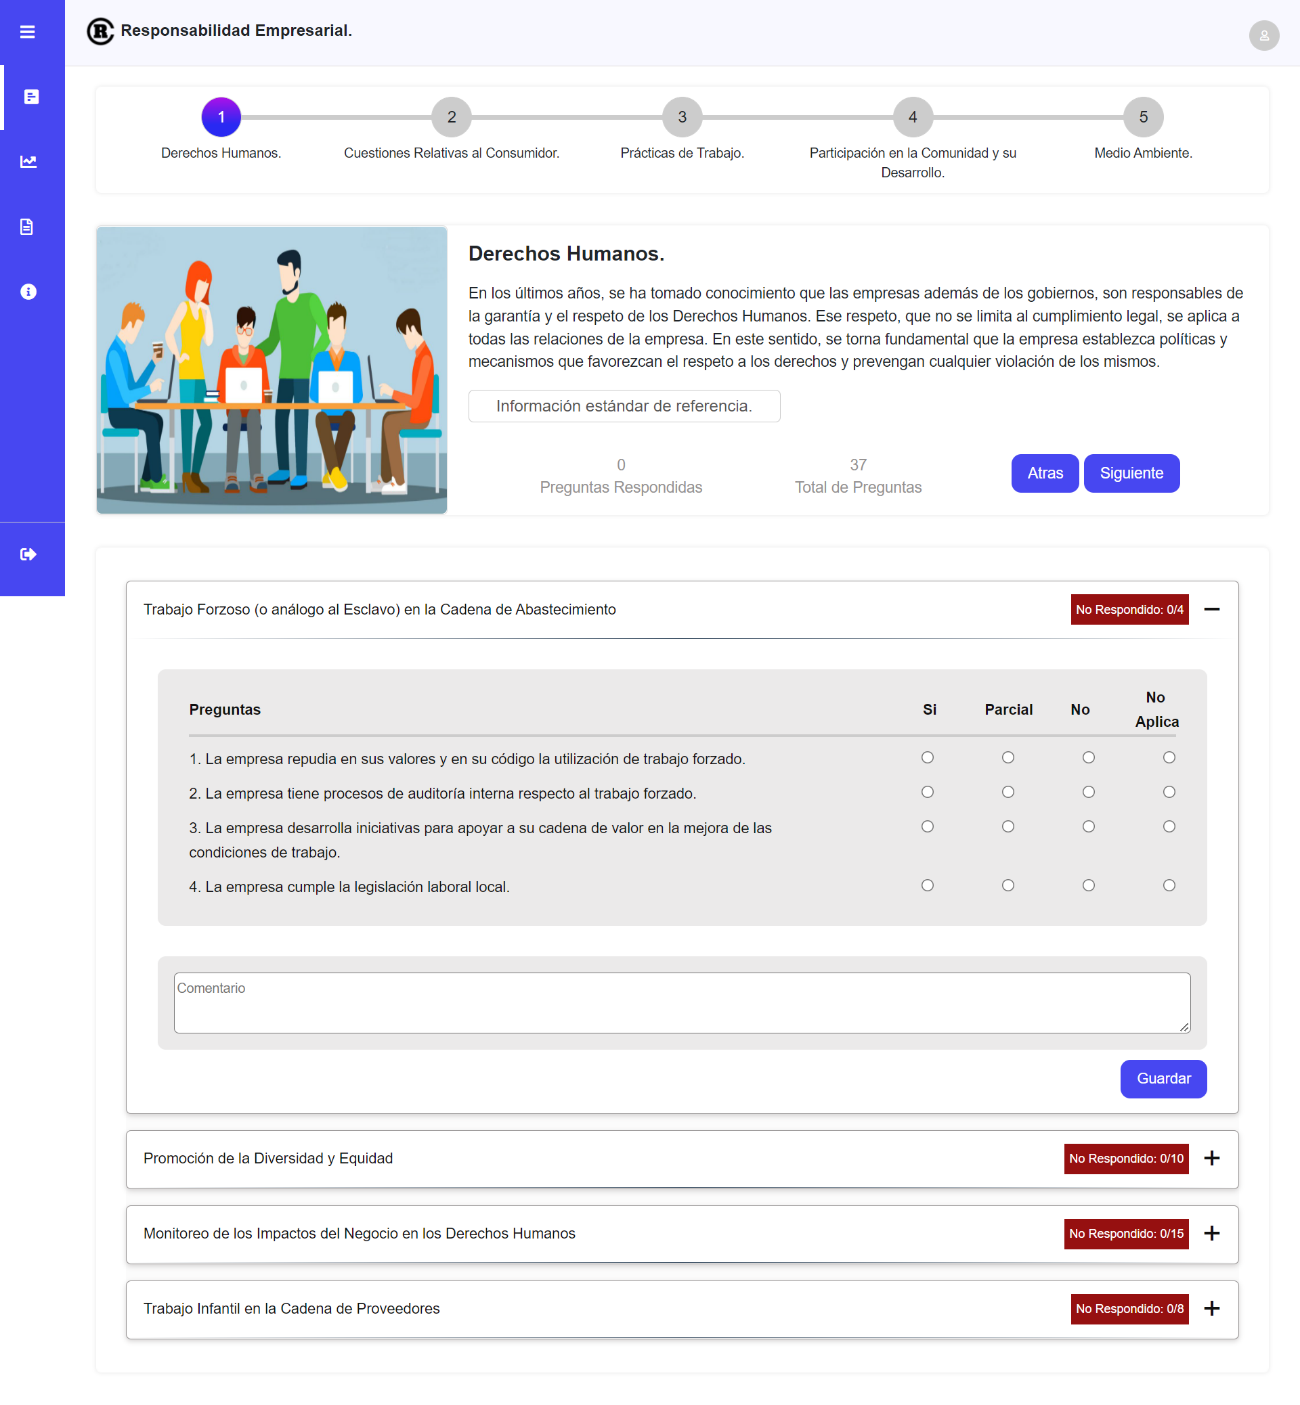 R Responsabilidad Empresarial.
1 2 3 4 5
Derechos Humanos. Cuestiones Relativas al Consumidor. Prácticas de Trabajo. Participación en la Comunidad y su Medio Ambiente.
Desarrollo.
Derechos Humanos.
En los últimos años, se ha tomado conocimiento que las empresas además de los gobiernos, son responsables de
la garantía y el respeto de los Derechos Humanos. Ese respeto, que no se limita al cumplimiento legal, se aplica a
todas las relaciones de la empresa. En este sentido, se torna fundamental que la empresa establezca políticas y
mecanismos que favorezcan el respeto a los derechos y prevengan cualquier violación de los mismos.
Información estándar de referencia.
0 37
Preguntas Respondidas Total de Preguntas Atras Siguiente
Trabajo Forzoso (o análogo al Esclavo) en la Cadena de Abastecimiento No Respondido: 0/4
Preguntas Si Parcial No No Aplica
1. La empresa repudia en sus valores y en su código la utilización de trabajo forzado.
2. La empresa tiene procesos de auditoría interna respecto al trabajo forzado.
3. La empresa desarrolla iniciativas para apoyar a su cadena de valor en la mejora de las
condiciones de trabajo.
4. La empresa cumple la legislación laboral local.
Comentario
Guardar
Promoción de la Diversidad y Equidad No Respondido: 0/10
Monitoreo de los Impactos del Negocio en los Derechos Humanos No Respondido: 0/15
Trabajo Infantil en la Cadena de Proveedores No Respondido: 0/8